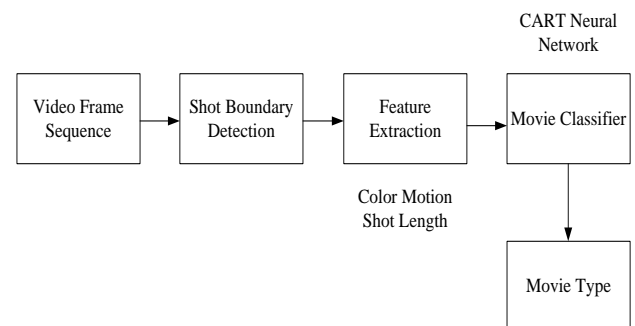 CART Neural
Network
Video Frame
Sequence
Shot Boundary
Detection
Feature
Extraction
Movie Classifier
Color Motion
Shot Length
Movie Type